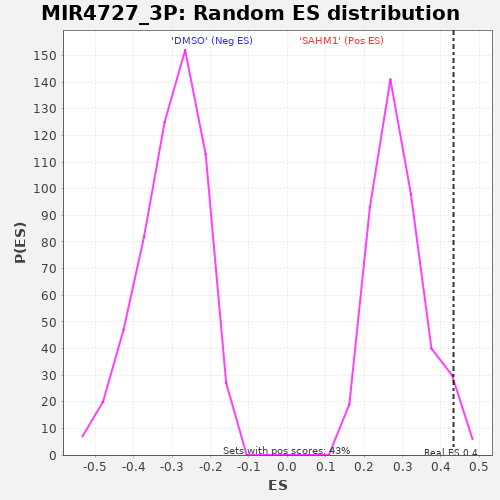 MIR4727_3P: Random ES distribution
'DMSO' (Neg ES) 'SAHM1' (Pos ES)
150
140
130
120
110
100
90
80
70
60
50
40
30
20
10
0
P(ES)
Sets with pos scores: 43%
Real ES 0.4
-0.5 -0.4 -0.3 -0.2 -0.1 0.0 0.1 0.2 0.3 0.4 0.5
ES